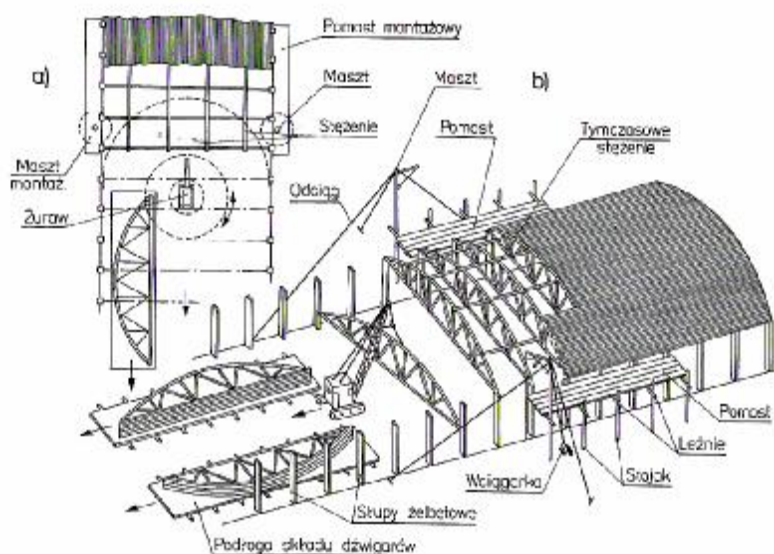 a)
Pomost montażowy
Maszt
Stężenie
Maszt
montaż.
Żuraw
b)
Maszt
Pomost
Tymczasowe
stężenie
Odciąg
Pomost
Leżnie
Stojak
Wciągarka
Słupy żelbetowe
Podłoga składu dźwigarów